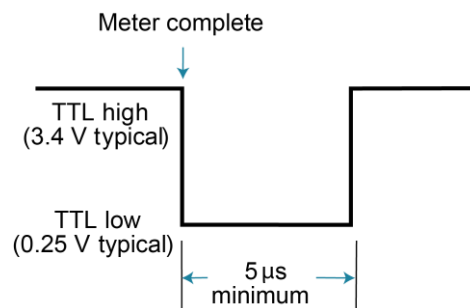 Meter complete
TTL high
(3.4 V typical)
TTL low
(0.25 V typical)
5 µs
minimum